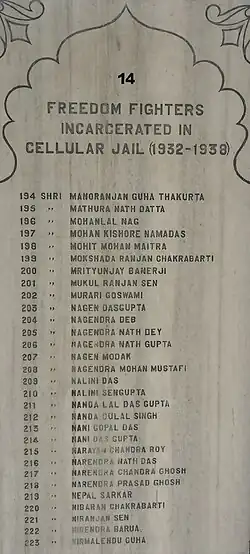 14
FREEDOM FIGHTERS
INCARCERATED IN
CELLULAR JAIL (1932-1938)
194 SHRI MANORANJAN GUHA THAKURTA
195 " MATHURA NATH DATTA
196 " MOHANLAL NAG
197 " MOHAN KISHORE NAMADAS
198 " MOHIT MOHAN MAITRA
199 " MOKSHADA RANJAN CHAKRABARTI
200 " MRITYUNJAY BANERJI
201 " MUKUL RANJAN SEN
202 " MURARI GOSWAMI
203 " NAGEN DASGUPTA
204 " NAGENDRA DEB
205 " NAGENDRA NATH DEY
206 " NAGENDRA NATH GUPTA
207 " NAGEN MODAK
208 " NAGENDRA MOHAN MUSTAFI
209 " NALINI DAS
210 " NALINI SENGUPTA
211 " NANDA LAL DAS GUPTA
212 " NANDA DULAL SINGH
213 " NANI GOPAL DAS
214 " NANI DAS GUPTA
215 " NARAYAN CHANDRA ROY
216 " NARENDRA NATH DAS
217 " NARENDRA CHANDRA GHOSH
218 " NARENDRA PRASAD GHOSH
219 " NEPAL SARKAR
220 " NIBARAN CHAKRABARTI
221 " NIRANJAN SEN
222 " NIRENDRA BARUA
223 " NIRMALENDU GUHA